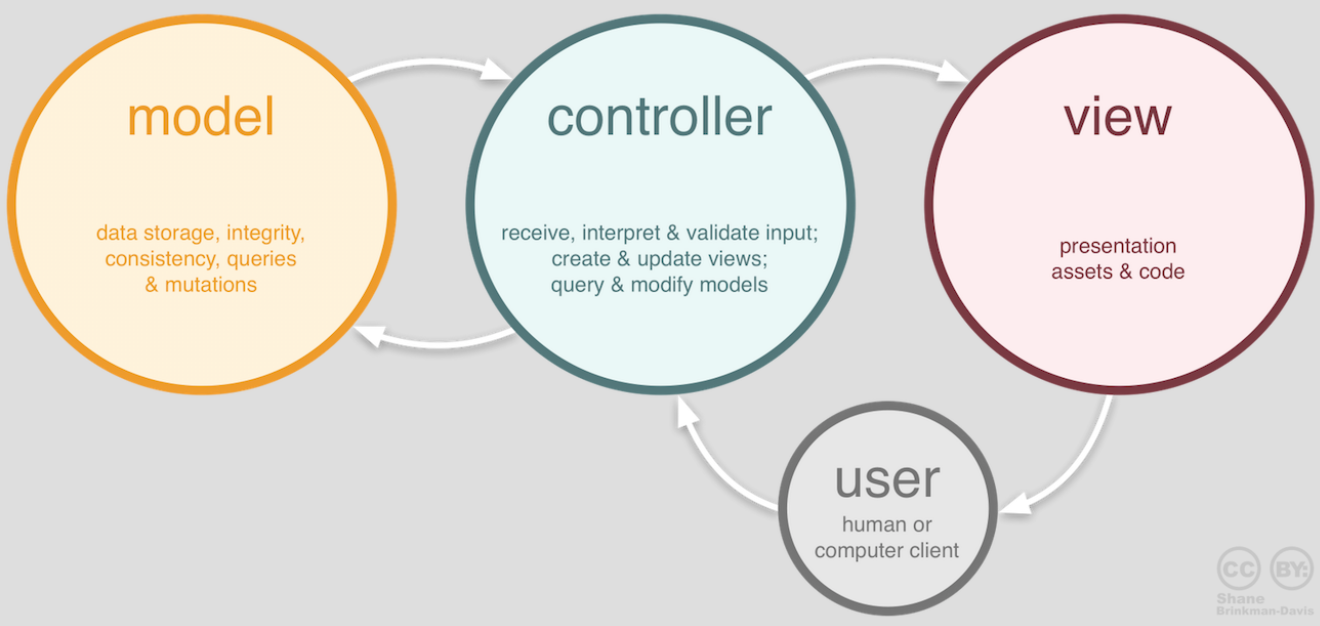 model
data storage, integrity,
consistency, queries
& mutations
controller
receive, interpret & validate input;
create & update views;
query & modify models
view
presentation
assets & code
user
human or
computer client
CC BY:
Shane
Brinkman-Davis